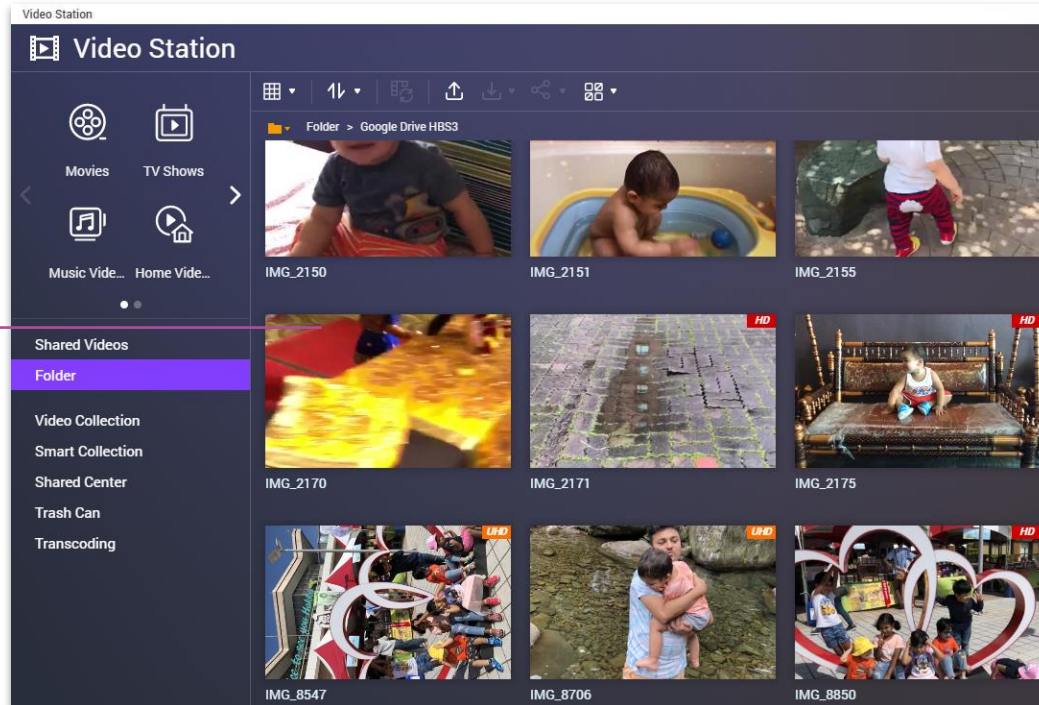 Video Station
Video Station
Movies
TV Shows
Music Vide...
Home Vide...
Shared Videos
Folder
Video Collection
Smart Collection
Shared Center
Trash Can
Transcoding
Folder > Google Drive HBS3
IMG_2150
IMG_2151
IMG_2155
HD
HD
IMG_2170
IMG_2171
IMG_2175
UHD
UHD
HD
IMG_8547
IMG_8706
IMG_8850